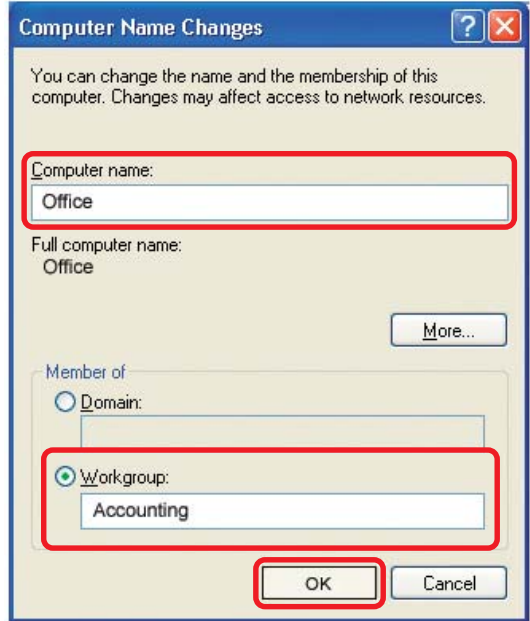 Computer Name Changes
You can change the name and the membership of this
computer. Changes may affect access to network resources.
Computer name:
Office
Full computer name:
Office
More...
Member of
Domain:
Workgroup:
Accounting
OK
Cancel